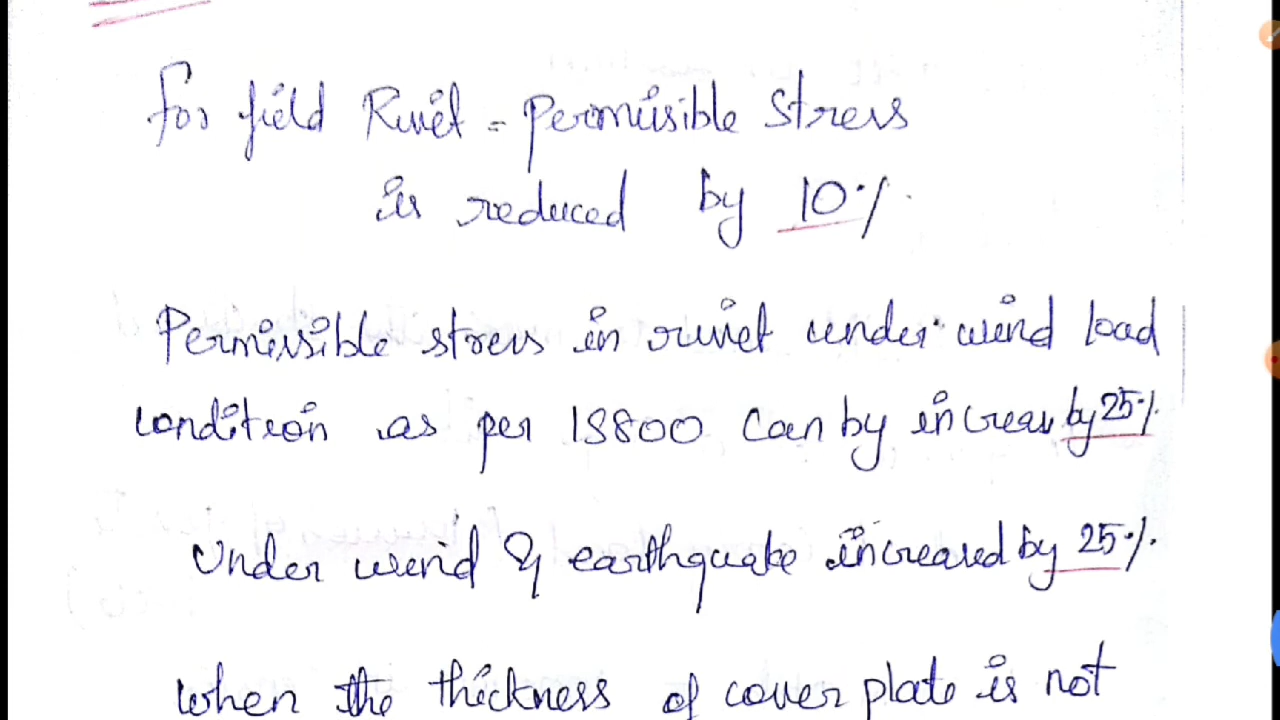 For field Rivet = Permissible Stress
is reduced by 10%.
Permissible stress in rivet under wind load
condition as per IS800 can by increas by 25%.
Under wind & earthquake increased by 25%.
when the thickness of cover plate is not